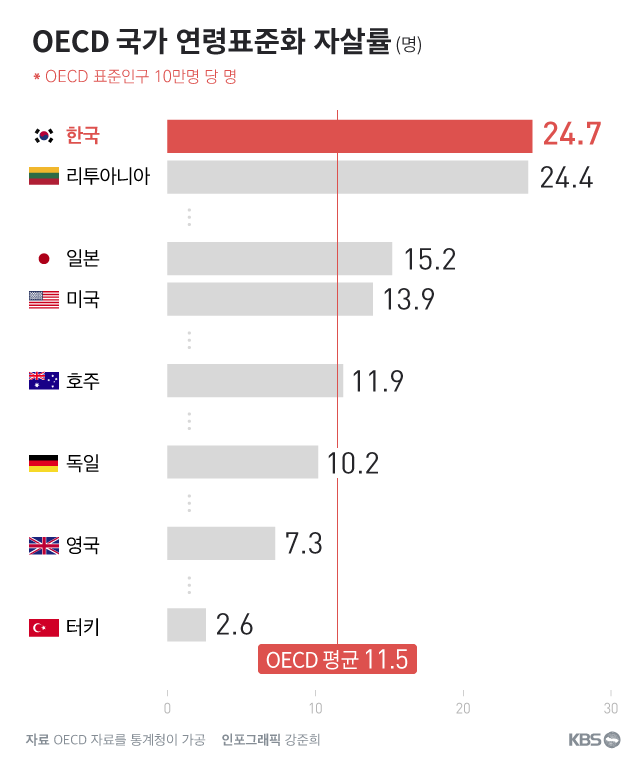 OECD 국가 연령표준화 자살률 (명)
* OECD 표준인구 10만명 당 명
한국 24.7
리투아니아 24.4
일본 15.2
미국 13.9
호주 11.9
독일 10.2
영국 7.3
터키 2.6
OECD 평균 11.5
0 10 20 30
자료 OECD 자료를 통계청이 가공 인포그래픽 강준희 KBS